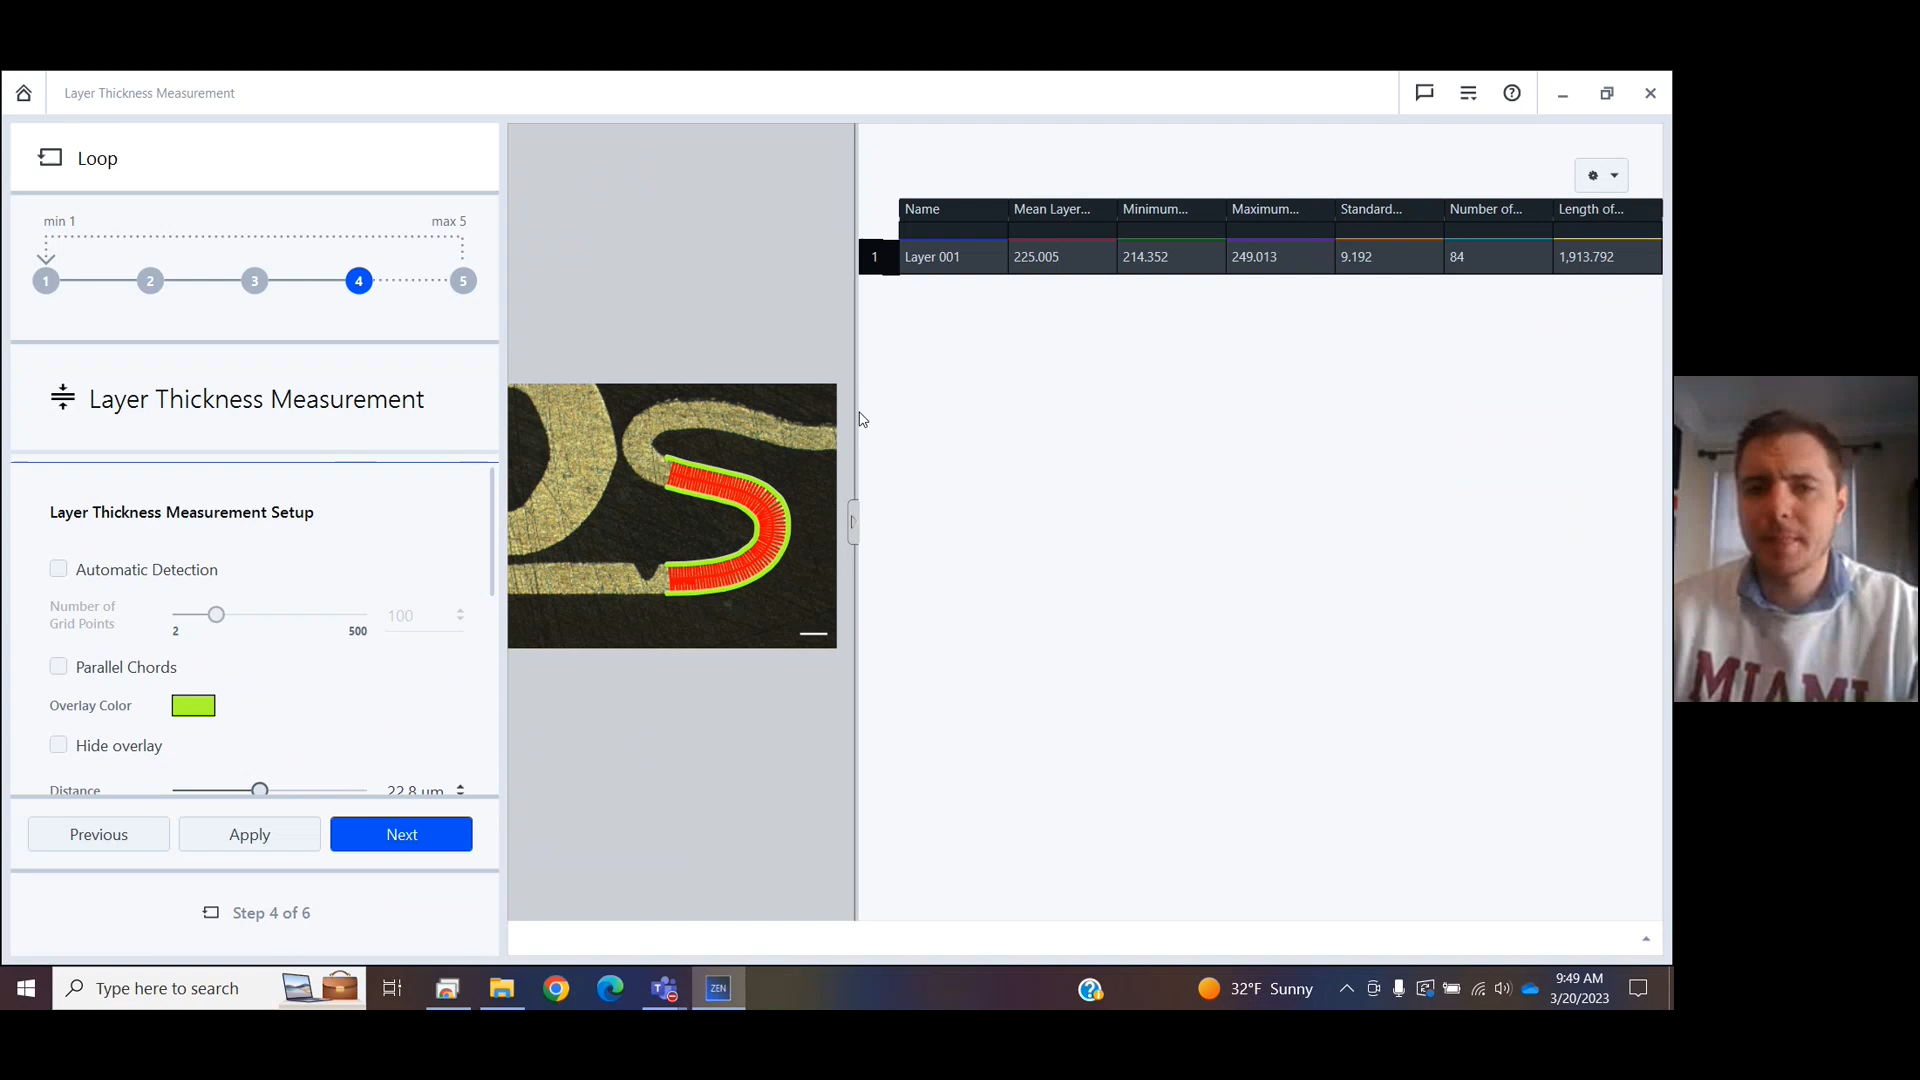 Layer Thickness Measurement
Loop
min 1
max 5
1
2
3
4
5
Layer Thickness Measurement
Layer Thickness Measurement Setup
Automatic Detection
Number of
Grid Points
100
2
500
Parallel Chords
Overlay Color
Hide overlay
Distance
22.8 µm
Previous
Apply
Next
Step 4 of 6
Name
Mean Layer...
Minimum...
Maximum...
Standard...
Number of...
Length of...
1
Layer 001
225.005
214.352
249.013
9.192
84
1,913.792
MIAMI
Type here to search
ZEN
32°F Sunny
9:49 AM
3/20/2023